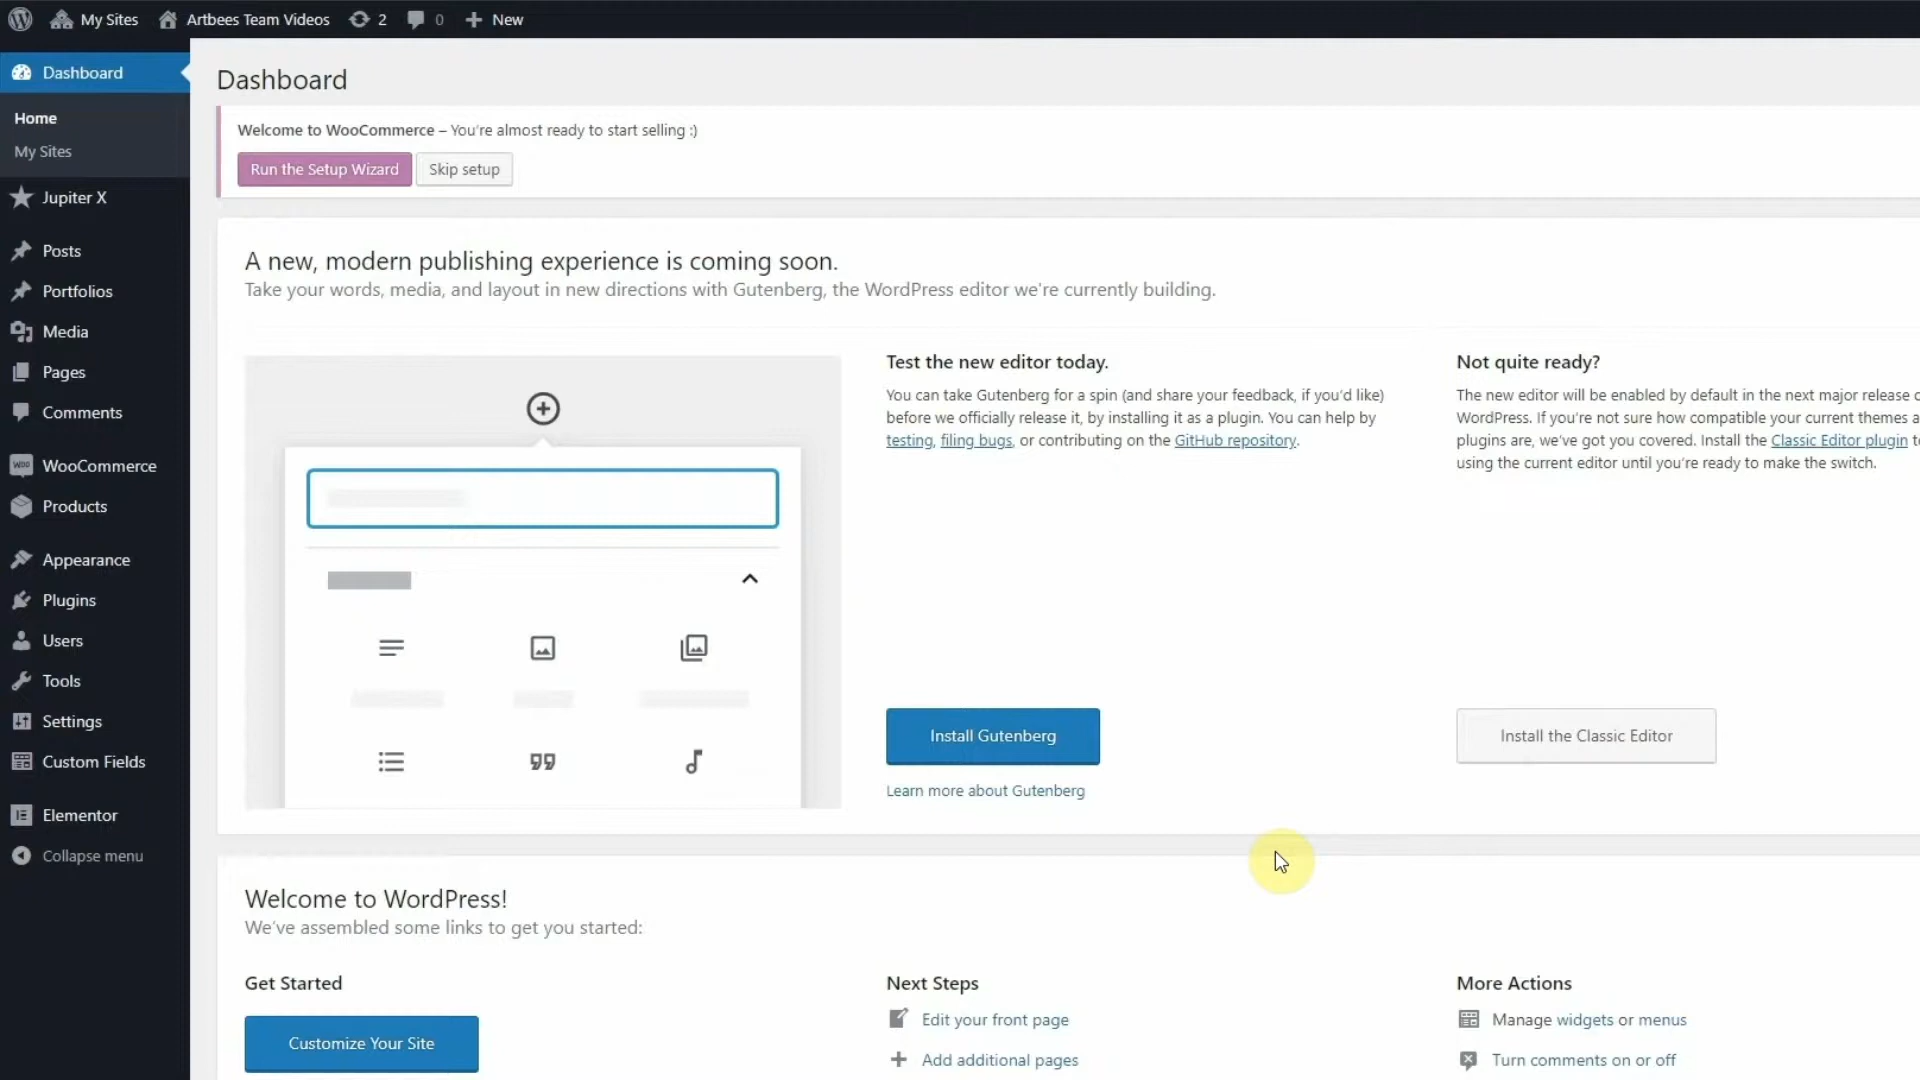 My Sites
Artbees Team Videos
2
0
New
Dashboard
Home
My Sites
Jupiter X
Posts
Portfolios
Media
Pages
Comments
WooCommerce
Products
Appearance
Plugins
Users
Tools
Settings
Custom Fields
Elementor
Collapse menu
Dashboard
Welcome to WooCommerce – You're almost ready to start selling :)
Run the Setup Wizard
Skip setup
A new, modern publishing experience is coming soon.
Take your words, media, and layout in new directions with Gutenberg, the WordPress editor we're currently building.
Test the new editor today.
You can take Gutenberg for a spin (and share your feedback, if you'd like)
before we officially release it, by installing it as a plugin. You can help by
testing, filing bugs, or contributing on the GitHub repository.
Install Gutenberg
Learn more about Gutenberg
Not quite ready?
The new editor will be enabled by default in the next major release
WordPress. If you're not sure how compatible your current themes
plugins are, we've got you covered. Install the Classic Editor plugin
using the current editor until you're ready to make the switch.
Install the Classic Editor
Welcome to WordPress!
We've assembled some links to get you started:
Get Started
Customize Your Site
Next Steps
Edit your front page
Add additional pages
More Actions
Manage widgets or menus
Turn comments on or off